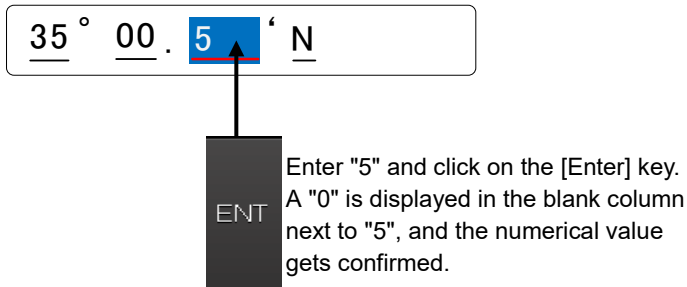 35° 00. 5 ‘ N
Enter "5" and click on the [Enter] key.
ENT
A "0" is displayed in the blank column
next to "5", and the numerical value
gets confirmed.